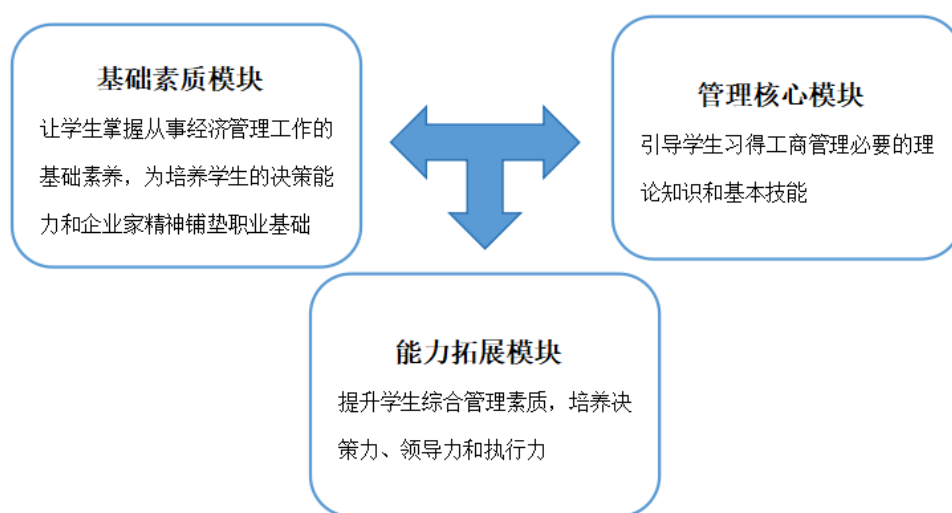 基础素质模块
让学生掌握从事经济管理工作的
基础素养，为培养学生的决策能
力和企业家精神铺垫职业基础
管理核心模块
引导学生习得工商管理必要的理
论知识和基本技能
能力拓展模块
提升学生综合管理素质，培养决
策力、领导力和执行力